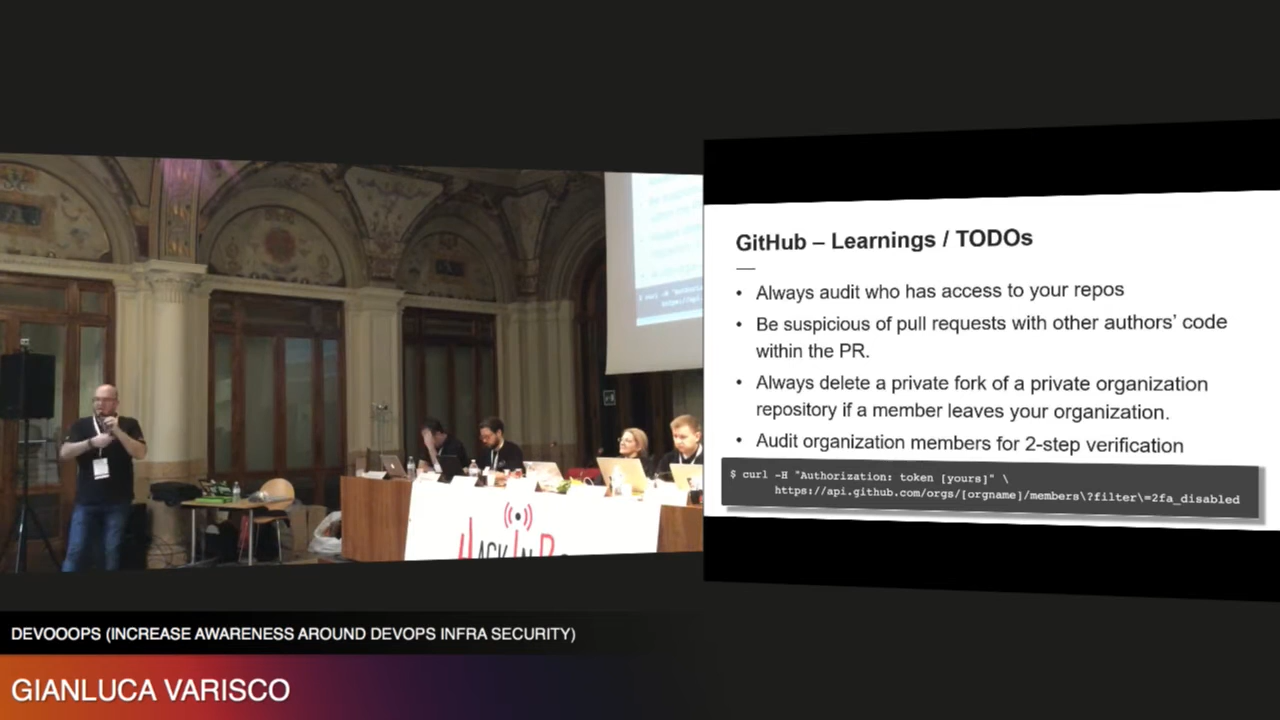 GitHub – Learnings / TODOs
• Always audit who has access to your repos
• Be suspicious of pull requests with other authors’ code
within the PR.
• Always delete a private fork of a private organization
repository if a member leaves your organization.
• Audit organization members for 2-step verification
$ curl -H "Authorization: token [yours]" \
https://api.github.com/orgs/[orgname]/members\?filter\=2fa_disabled
HACK IN B
DEVOOOPS (INCREASE AWARENESS AROUND DEVOPS INFRA SECURITY)
GIANLUCA VARISCO